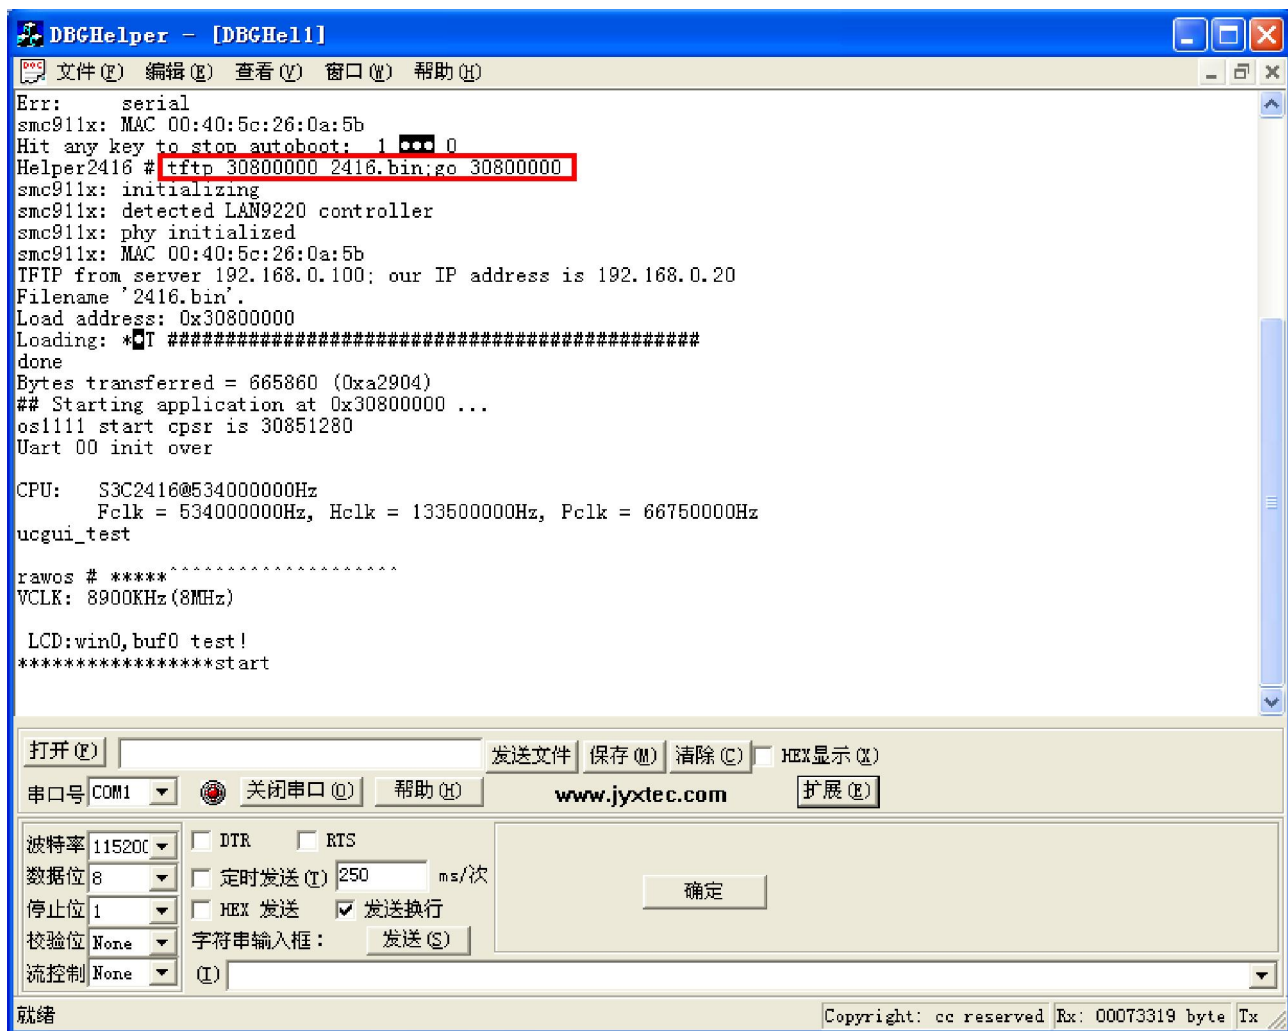 DBGHelper - [DBGHel1]
文件(F) 编辑(E) 查看(V) 窗口(W) 帮助(H)
Err: serial
smc911x: MAC 00:40:5c:26:0a:5b
Hit any key to stop autoboot: 1 0
Helper2416 # tftp 30800000 2416.bin;go 30800000
smc911x: initializing
smc911x: detected LAN9220 controller
smc911x: phy initialized
smc911x: MAC 00:40:5c:26:0a:5b
TFTP from server 192.168.0.100; our IP address is 192.168.0.20
Filename '2416.bin'.
Load address: 0x30800000
Loading: *T ##############################################
done
Bytes transferred = 665860 (0xa2904)
## Starting application at 0x30800000 ...
os1111 start cpsr is 30851280
Uart 00 init over
CPU: S3C2416@534000000Hz
Fclk = 534000000Hz, Hclk = 133500000Hz, Pclk = 66750000Hz
ucgui_test
rawos # *****^^^^^^^^^^^^^^^^^^^^
VCLK: 8900KHz(8MHz)
LCD:win0,buf0 test!
*****************start
打开(F) 发送文件 保存(M) 清除(C) HEX显示(X)
串口号 COM1 关闭串口(O) 帮助(H) www.jyxtec.com 扩展(E)
波特率 11520 DTR RTS
数据位 8 定时发送(T) 250 ms/次
确定
停止位 1 HEX 发送 发送换行
校验位 None 字符串输入框： 发送(S)
流控制 None (I)
就绪 Copyright: cc reserved Rx: 00073319 byte Tx